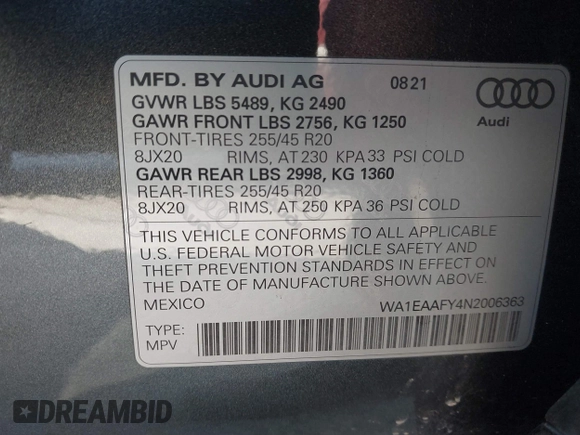 MFD. BY AUDI AG 08 21
GVWR LBS 5489, KG 2490
GAWR FRONT LBS 2756, KG 1250
FRONT-TIRES 255/45 R20
8JX20 RIMS, AT 230 KPA 33 PSI COLD
GAWR REAR LBS 2998, KG 1360
REAR-TIRES 255/45 R20
8JX20 RIMS, AT 250 KPA 36 PSI COLD
Audi
THIS VEHICLE CONFORMS TO ALL APPLICABLE
U.S. FEDERAL MOTOR VEHICLE SAFETY AND
THEFT PREVENTION STANDARDS IN EFFECT ON
THE DATE OF MANUFACTURE SHOWN ABOVE.
MEXICO WA1EAAFY4N2006363
TYPE:
MPV
DREAMBID